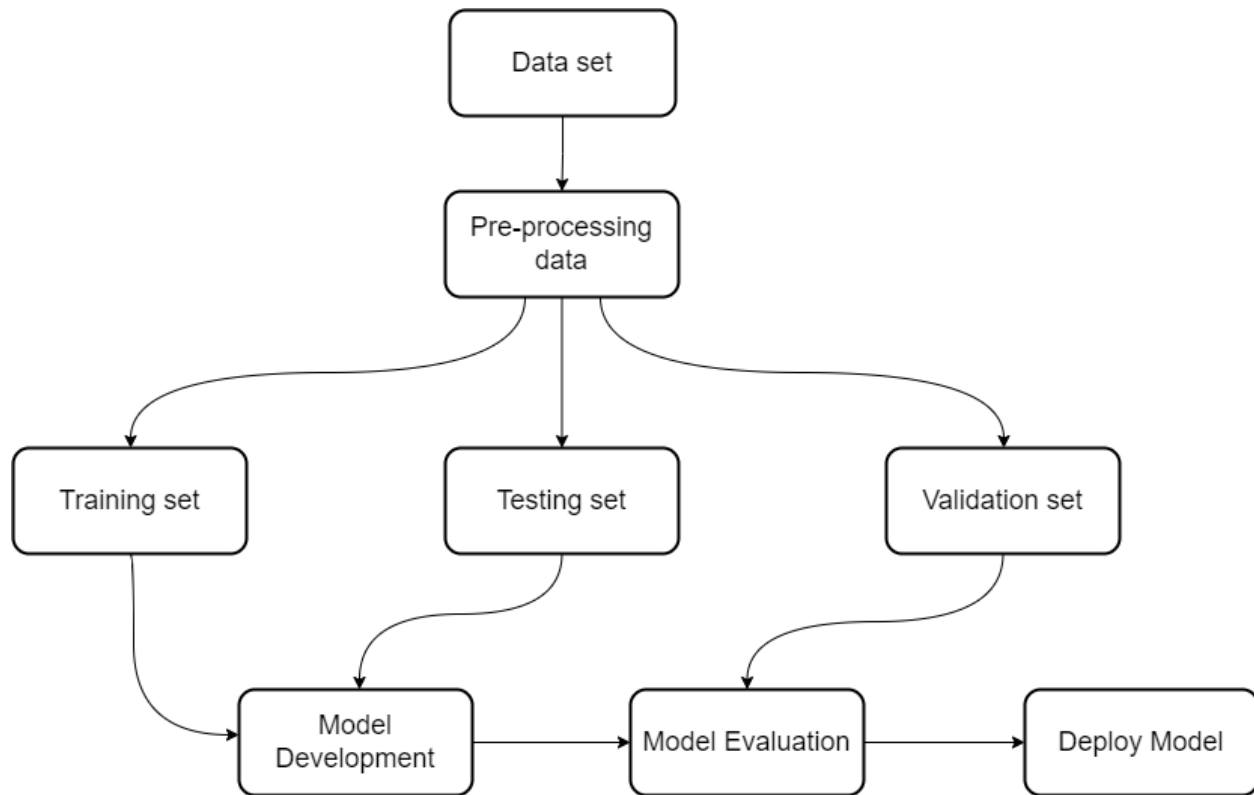 Data set
Pre-processing
data
Training set
Testing set
Validation set
Model
Development
Model Evaluation
Deploy Model